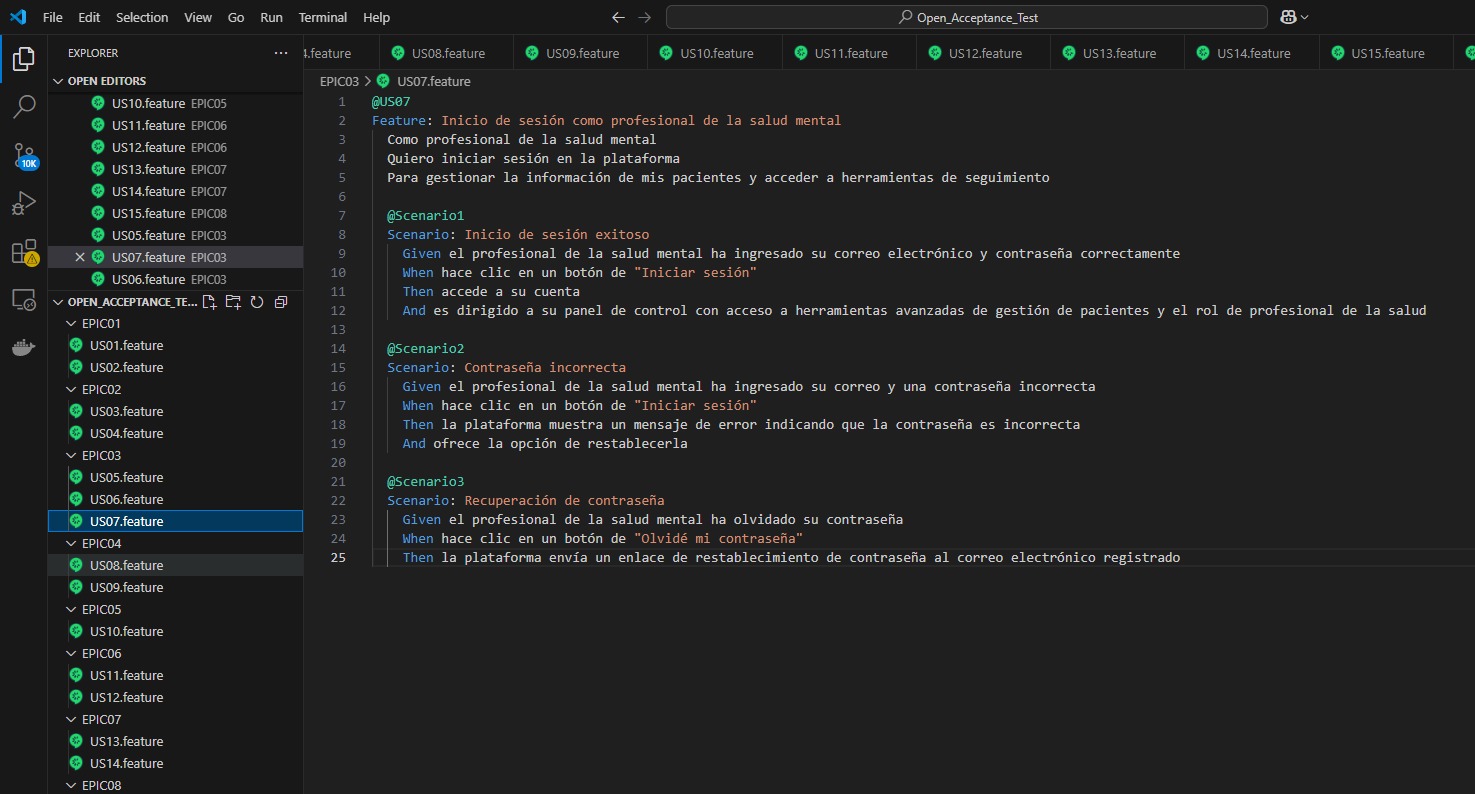 File Edit Selection View Go Run Terminal Help
Open_Acceptance_Test
EXPLORER
OPEN EDITORS
US10.feature EPIC05
US11.feature EPIC06
US12.feature EPIC06
US13.feature EPIC07
US14.feature EPIC07
US15.feature EPIC08
US05.feature EPIC03
US07.feature EPIC03
US06.feature EPIC03
OPEN_ACCEPTANCE_TE...
EPIC01
US01.feature
US02.feature
EPIC02
US03.feature
US04.feature
EPIC03
US05.feature
US06.feature
US07.feature
EPIC04
US08.feature
US09.feature
EPIC05
US10.feature
EPIC06
US11.feature
US12.feature
EPIC07
US13.feature
US14.feature
EPIC08
10K
4.feature US08.feature US09.feature US10.feature US11.feature US12.feature US13.feature US14.feature US15.feature
EPIC03 > US07.feature
1 @US07
2 Feature: Inicio de sesión como profesional de la salud mental
3 Como profesional de la salud mental
4 Quiero iniciar sesión en la plataforma
5 Para gestionar la información de mis pacientes y acceder a herramientas de seguimiento
6
7 @Scenario1
8 Scenario: Inicio de sesión exitoso
9 Given el profesional de la salud mental ha ingresado su correo electrónico y contraseña correctamente
10 When hace clic en un botón de "Iniciar sesión"
11 Then accede a su cuenta
12 And es dirigido a su panel de control con acceso a herramientas avanzadas de gestión de pacientes y el rol de profesional de la salud
13
14 @Scenario2
15 Scenario: Contraseña incorrecta
16 Given el profesional de la salud mental ha ingresado su correo y una contraseña incorrecta
17 When hace clic en un botón de "Iniciar sesión"
18 Then la plataforma muestra un mensaje de error indicando que la contraseña es incorrecta
19 And ofrece la opción de restablecerla
20
21 @Scenario3
22 Scenario: Recuperación de contraseña
23 Given el profesional de la salud mental ha olvidado su contraseña
24 When hace clic en un botón de "Olvidé mi contraseña"
25 Then la plataforma envía un enlace de restablecimiento de contraseña al correo electrónico registrado